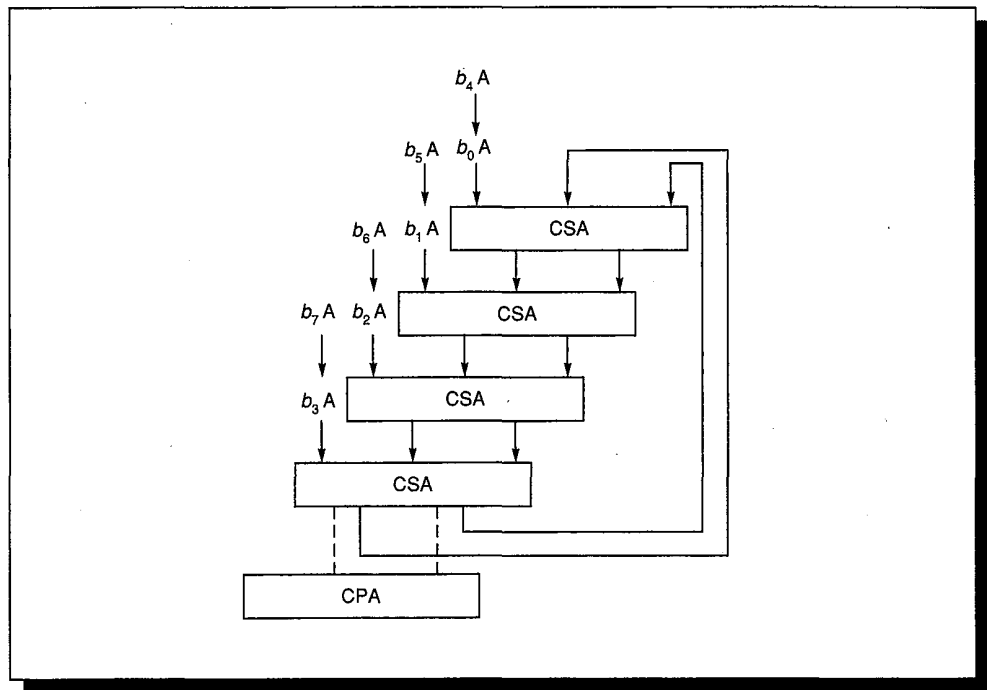 b₄ A
b₅ A b₀ A
b₆ A b₁ A CSA
b₇ A b₂ A CSA
b₃ A CSA
CSA
CPA